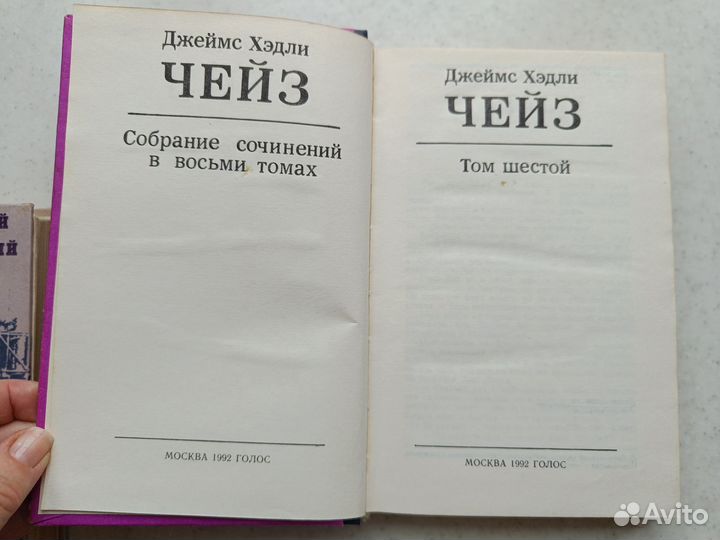 Джеймс Хэдли
ЧЕЙЗ
Собрание сочинений
в восьми томах
МОСКВА 1992 ГОЛОС
Джеймс Хэдли
ЧЕЙЗ
Том шестой
МОСКВА 1992 ГОЛОС
Avito